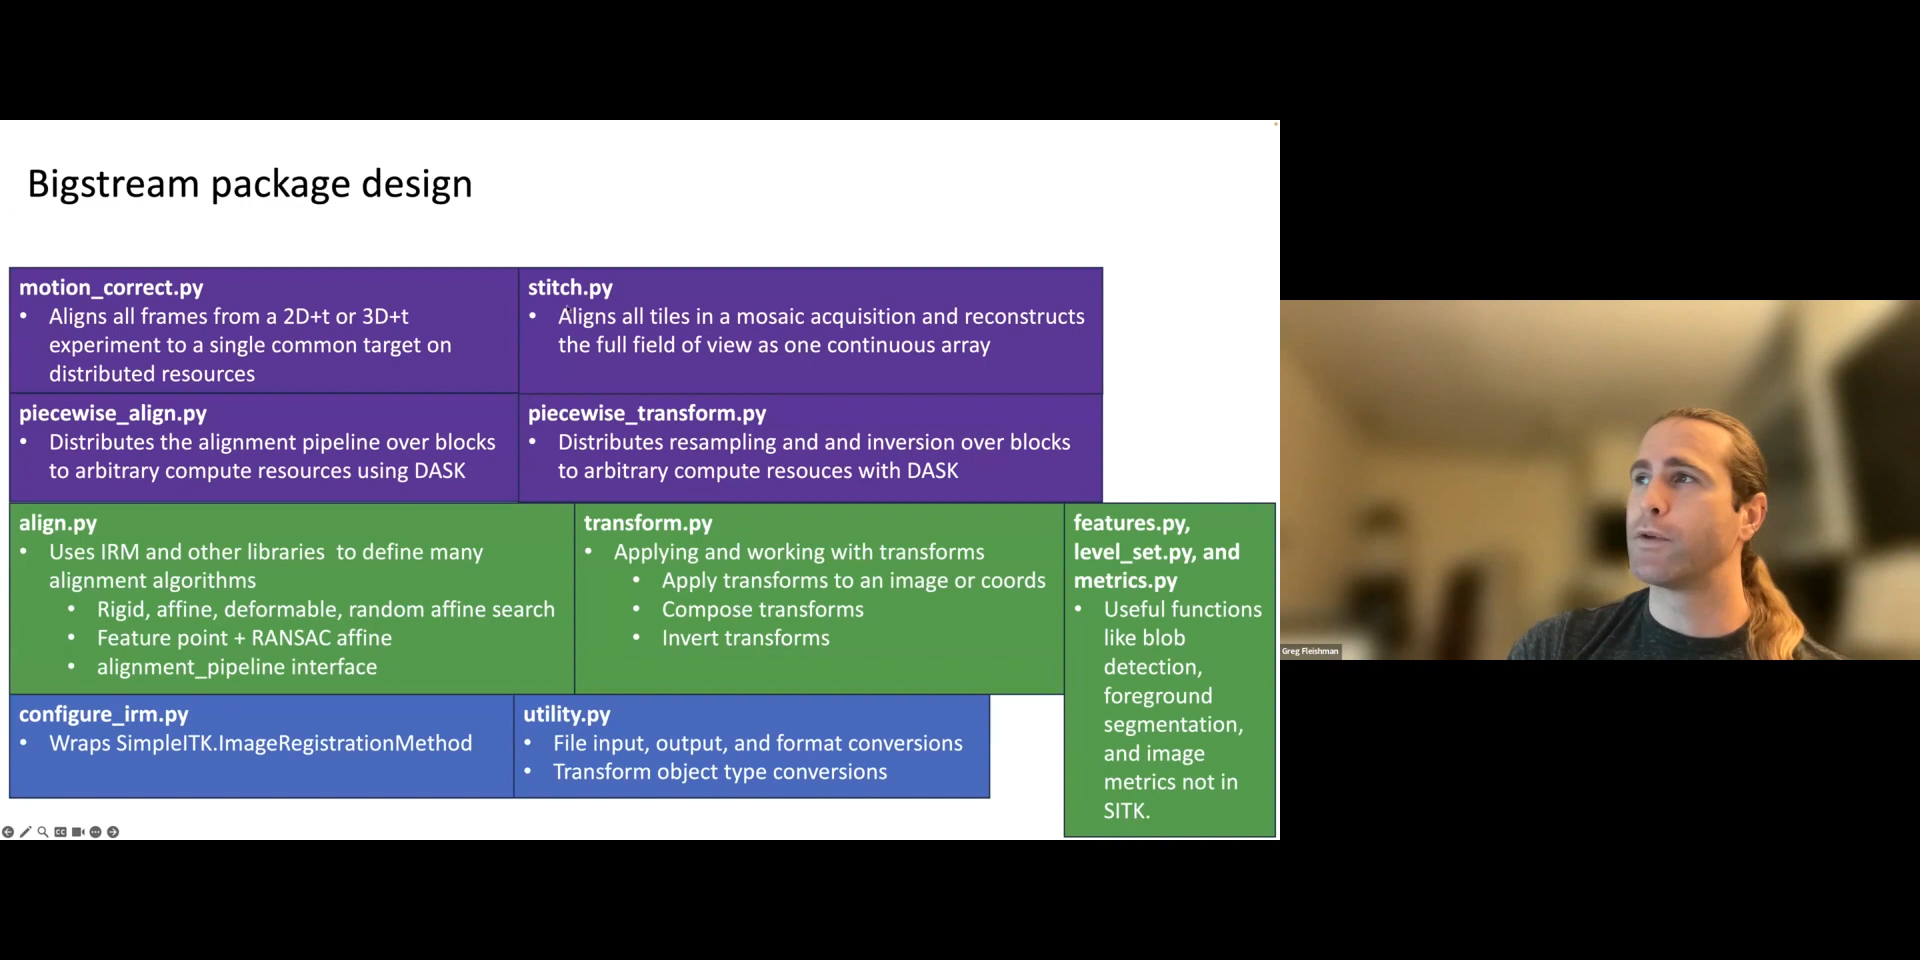 Bigstream package design
motion_correct.py
• Aligns all frames from a 2D+t or 3D+t
experiment to a single common target on
distributed resources
stitch.py
• Aligns all tiles in a mosaic acquisition and reconstructs
the full field of view as one continuous array
piecewise_align.py
• Distributes the alignment pipeline over blocks
to arbitrary compute resources using DASK
piecewise_transform.py
• Distributes resampling and and inversion over blocks
to arbitrary compute resouces with DASK
align.py
• Uses IRM and other libraries to define many
alignment algorithms
• Rigid, affine, deformable, random affine search
• Feature point + RANSAC affine
• alignment_pipeline interface
transform.py
• Applying and working with transforms
• Apply transforms to an image or coords
• Compose transforms
• Invert transforms
features.py,
level_set.py, and
metrics.py
• Useful functions
like blob
detection,
foreground
segmentation,
and image
metrics not in
SITK.
configure_irm.py
• Wraps SimpleITK.ImageRegistrationMethod
utility.py
• File input, output, and format conversions
• Transform object type conversions
CC
Greg Fleishman